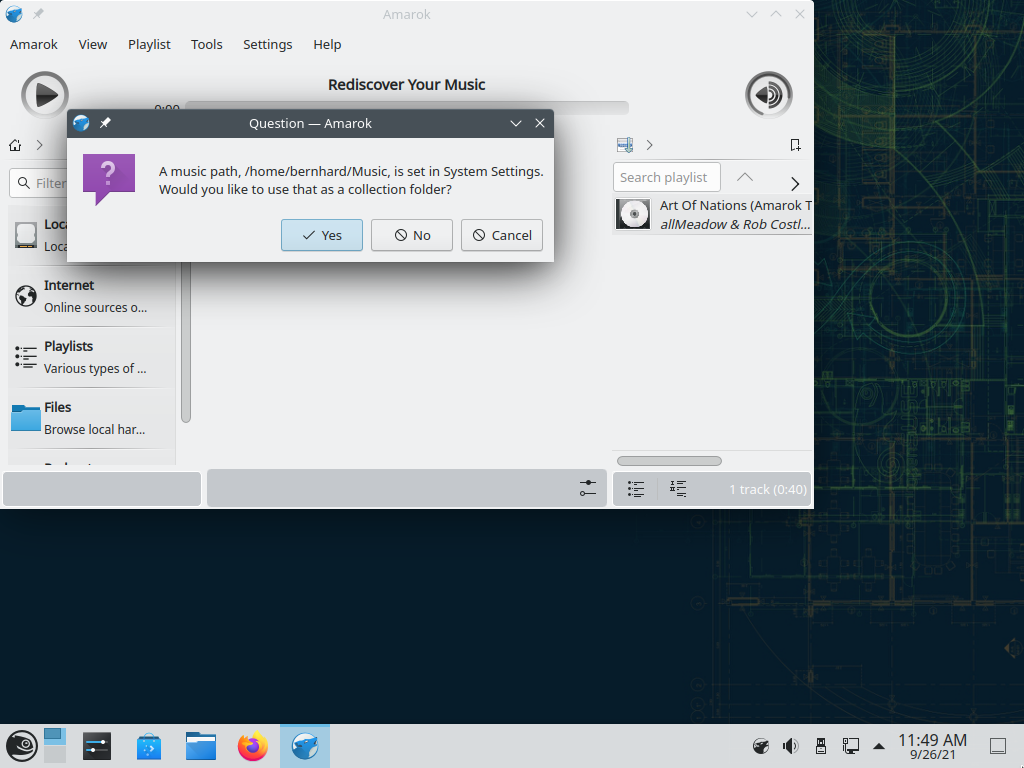 Amarok
Amarok View Playlist Tools Settings Help
Rediscover Your Music
0:00
Question — Amarok
A music path, /home/bernhard/Music, is set in System Settings.
Would you like to use that as a collection folder?
Yes No Cancel
Filter
Loca
Loca
Internet
Online sources o...
Playlists
Various types of ...
Files
Browse local har...
Search playlist
Art Of Nations (Amarok T
allMeadow & Rob Costl...
1 track (0:40)
11:49 AM
9/26/21